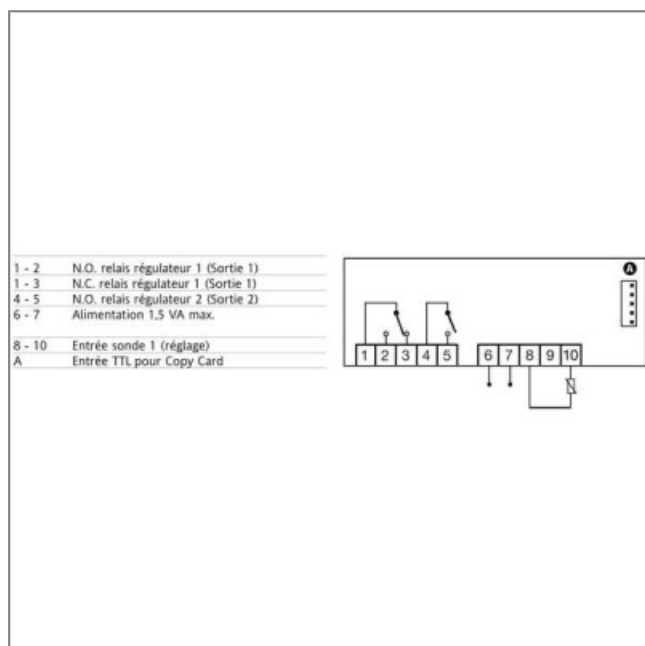 1 - 2 N.O. relais régulateur 1 (Sortie 1)
1 - 3 N.C. relais régulateur 1 (Sortie 1)
4 - 5 N.O. relais régulateur 2 (Sortie 2)
6 - 7 Alimentation 1,5 VA max.
8 - 10 Entrée sonde 1 (réglage)
A Entrée TTL pour Copy Card
A
1 2 3 4 5 6 7 8 9 10